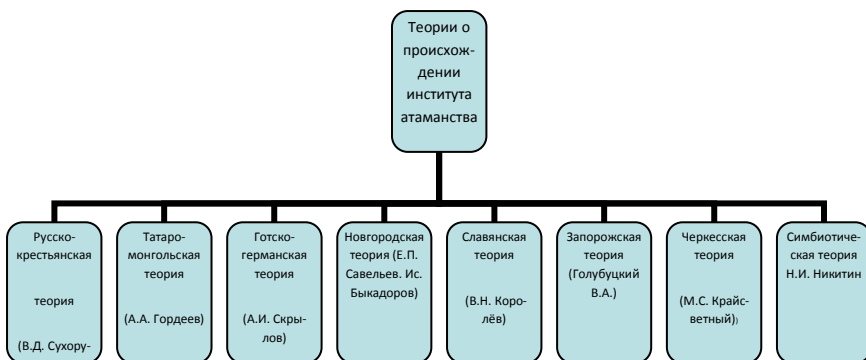 Теории о
происхож-
дении
института
атаманства
Русско-
крестьянская
теория
(В.Д. Сухору-
Татаро-
монгольская
теория
(А.А. Гордеев)
Готско-
германская
теория
(А.И. Скры-
лов)
Новгородская
теория (Е.П.
Савельев. Ис.
Быкадоров)
Славянская
теория
(В.Н. Коро-
лёв)
Запорожская
теория
(Голубуцкий
В.А.)
Черкесская
теория
(М.С. Крайс-
ветный))
Симбиотиче-
ская теория
Н.И. Никитин